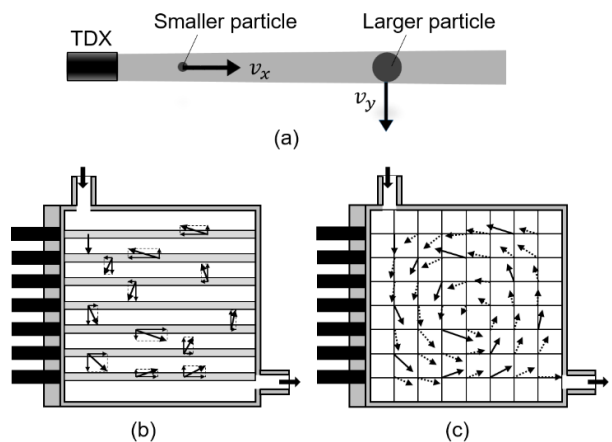 TDX
Smaller particle
Larger particle
v_x
v_y
(a)
(b)
(c)